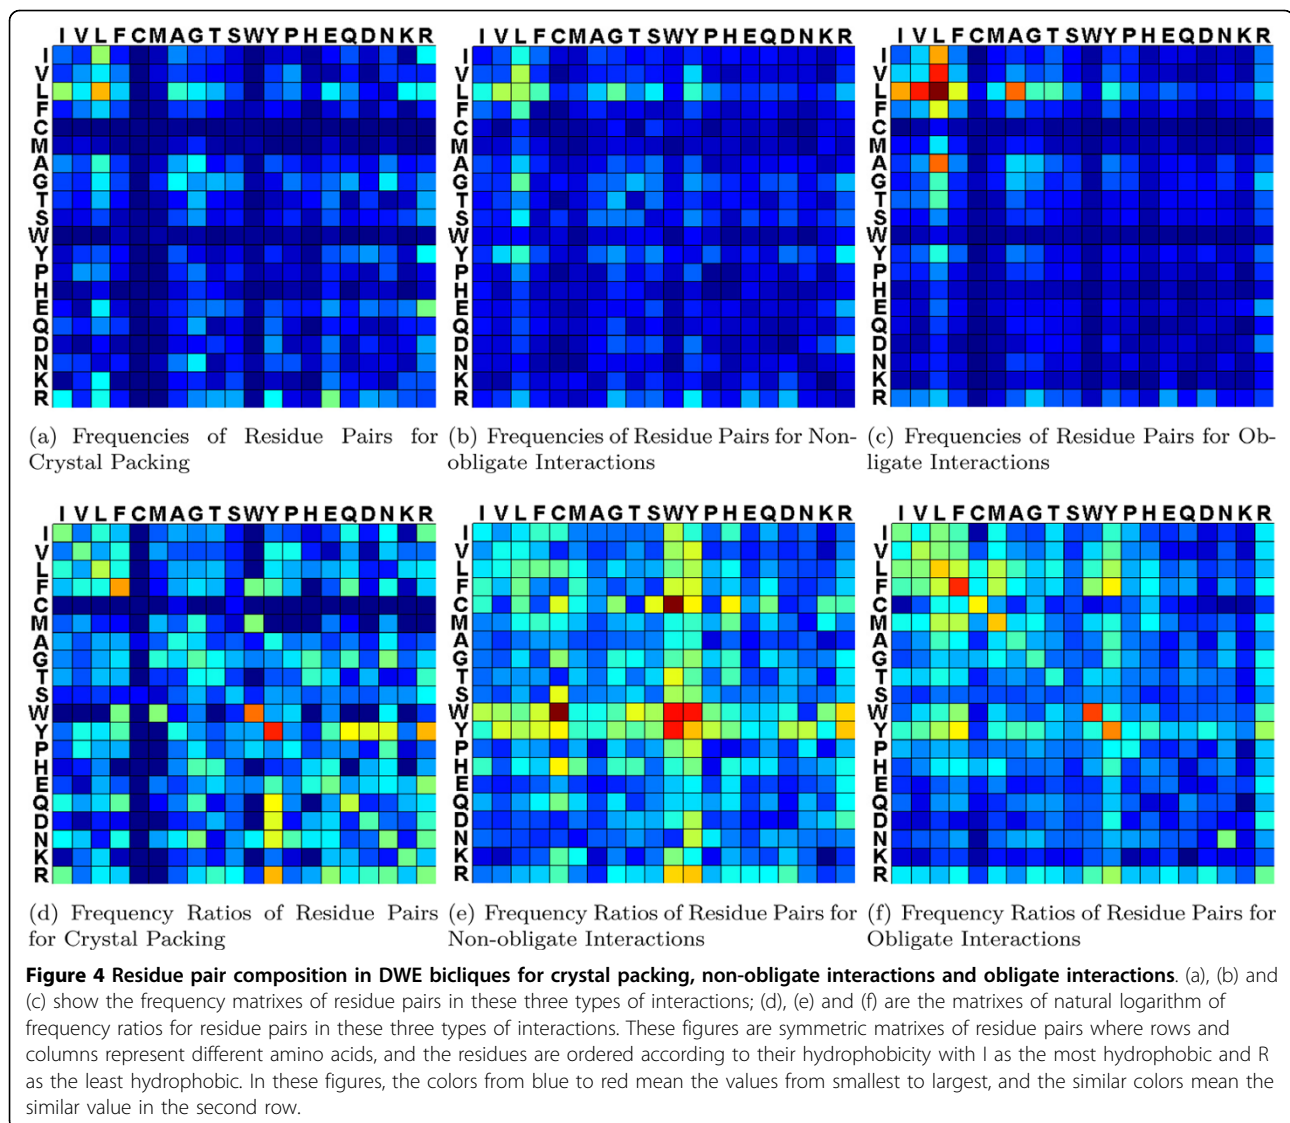 I V L F C M A G T S W Y P H E Q D N K R
I V L F C M A G T S W Y P H E Q D N K R
I V L F C M A G T S W Y P H E Q D N K R
I
V
L
F
C
M
A
G
T
S
W
Y
P
H
E
Q
D
N
K
R
I
V
L
F
C
M
A
G
T
S
W
Y
P
H
E
Q
D
N
K
R
I
V
L
F
C
M
A
G
T
S
W
Y
P
H
E
Q
D
N
K
R
(a) Frequencies of Residue Pairs for
Crystal Packing
(b) Frequencies of Residue Pairs for Non-
obligate Interactions
(c) Frequencies of Residue Pairs for Ob-
ligate Interactions
I V L F C M A G T S W Y P H E Q D N K R
I V L F C M A G T S W Y P H E Q D N K R
I V L F C M A G T S W Y P H E Q D N K R
I
V
L
F
C
M
A
G
T
S
W
Y
P
H
E
Q
D
N
K
R
I
V
L
F
C
M
A
G
T
S
W
Y
P
H
E
Q
D
N
K
R
I
V
L
F
C
M
A
G
T
S
W
Y
P
H
E
Q
D
N
K
R
(d) Frequency Ratios of Residue Pairs
for Crystal Packing
(e) Frequency Ratios of Residue Pairs for
Non-obligate Interactions
(f) Frequency Ratios of Residue Pairs for
Obligate Interactions
Figure 4 Residue pair composition in DWE bicliques for crystal packing, non-obligate interactions and obligate interactions. (a), (b) and
(c) show the frequency matrixes of residue pairs in these three types of interactions; (d), (e) and (f) are the matrixes of natural logarithm of
frequency ratios for residue pairs in these three types of interactions. These figures are symmetric matrixes of residue pairs where rows and
columns represent different amino acids, and the residues are ordered according to their hydrophobicity with I as the most hydrophobic and R
as the least hydrophobic. In these figures, the colors from blue to red mean the values from smallest to largest, and the similar colors mean the
similar value in the second row.